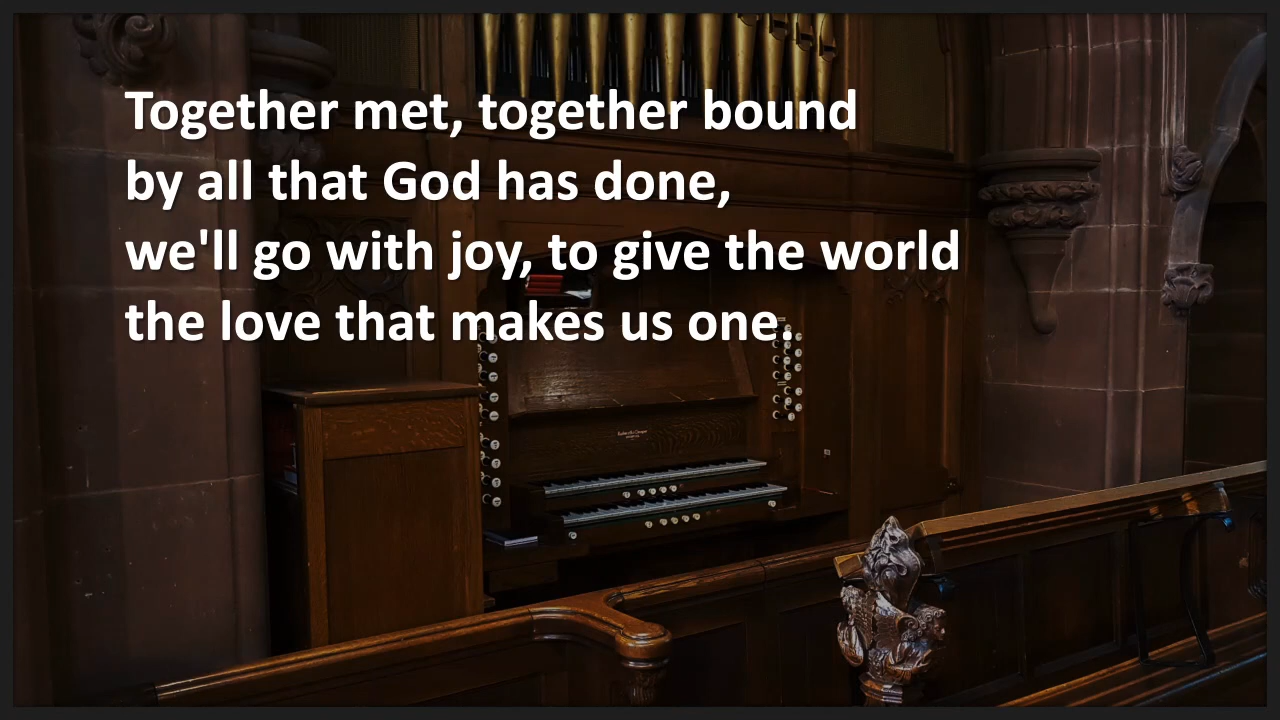 Together met, together bound
by all that God has done,
we'll go with joy, to give the world
the love that makes us one.